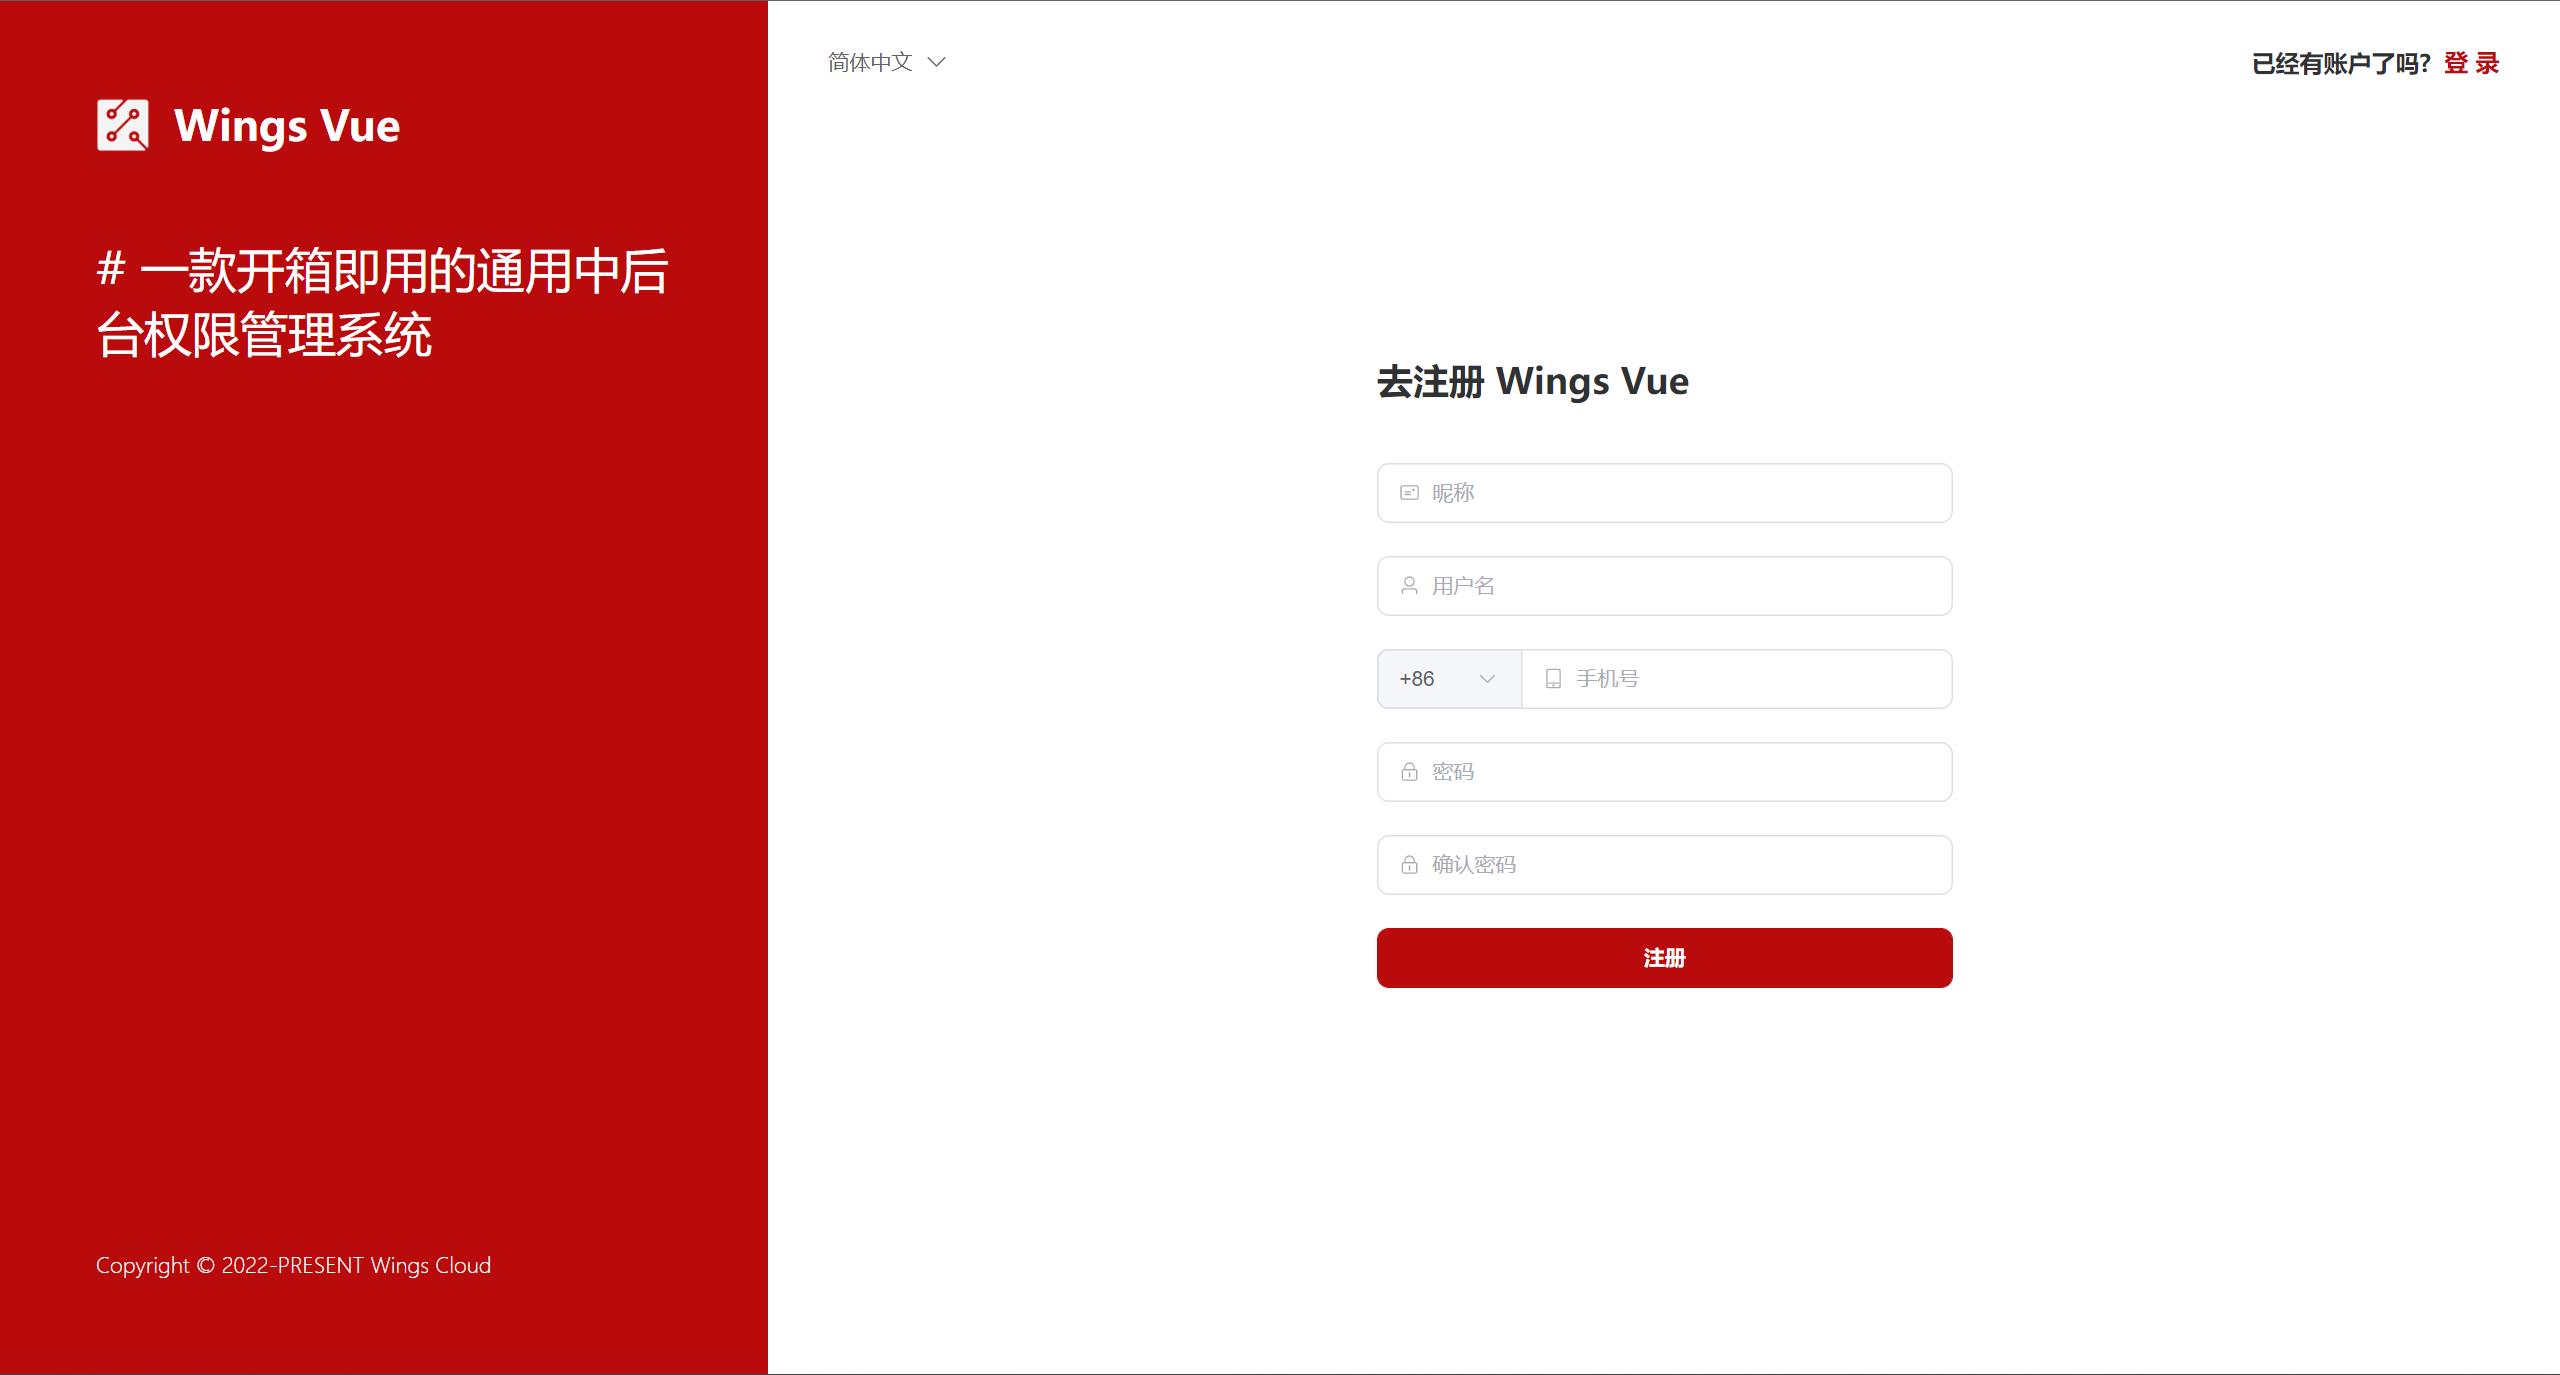 Wings Vue
# 一款开箱即用的通用中后
台权限管理系统
Copyright © 2022-PRESENT Wings Cloud
简体中文
已经有账户了吗? 登 录
去注册 Wings Vue
昵称
用户名
+86 手机号
密码
确认密码
注册